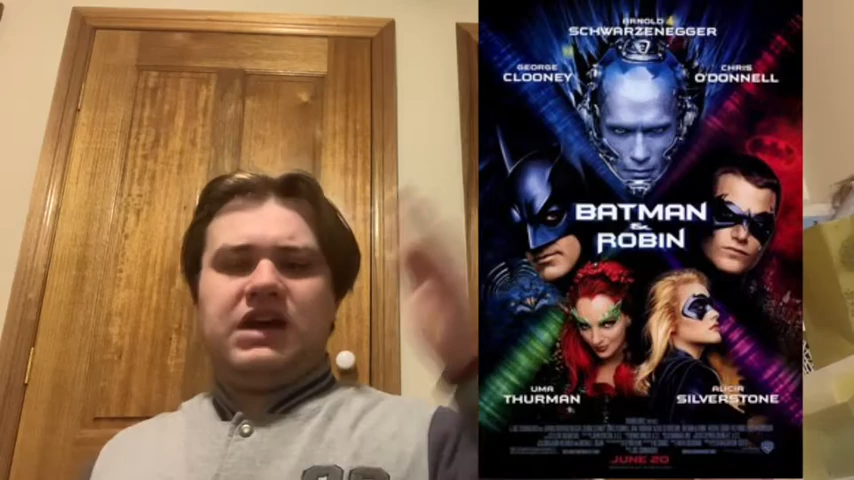 ARNOLD
SCHWARZENEGGER
GEORGE
CLOONEY
CHRIS
O'DONNELL
BATMAN
&
ROBIN
UMA
THURMAN
ALICIA
SILVERSTONE
JUNE 20